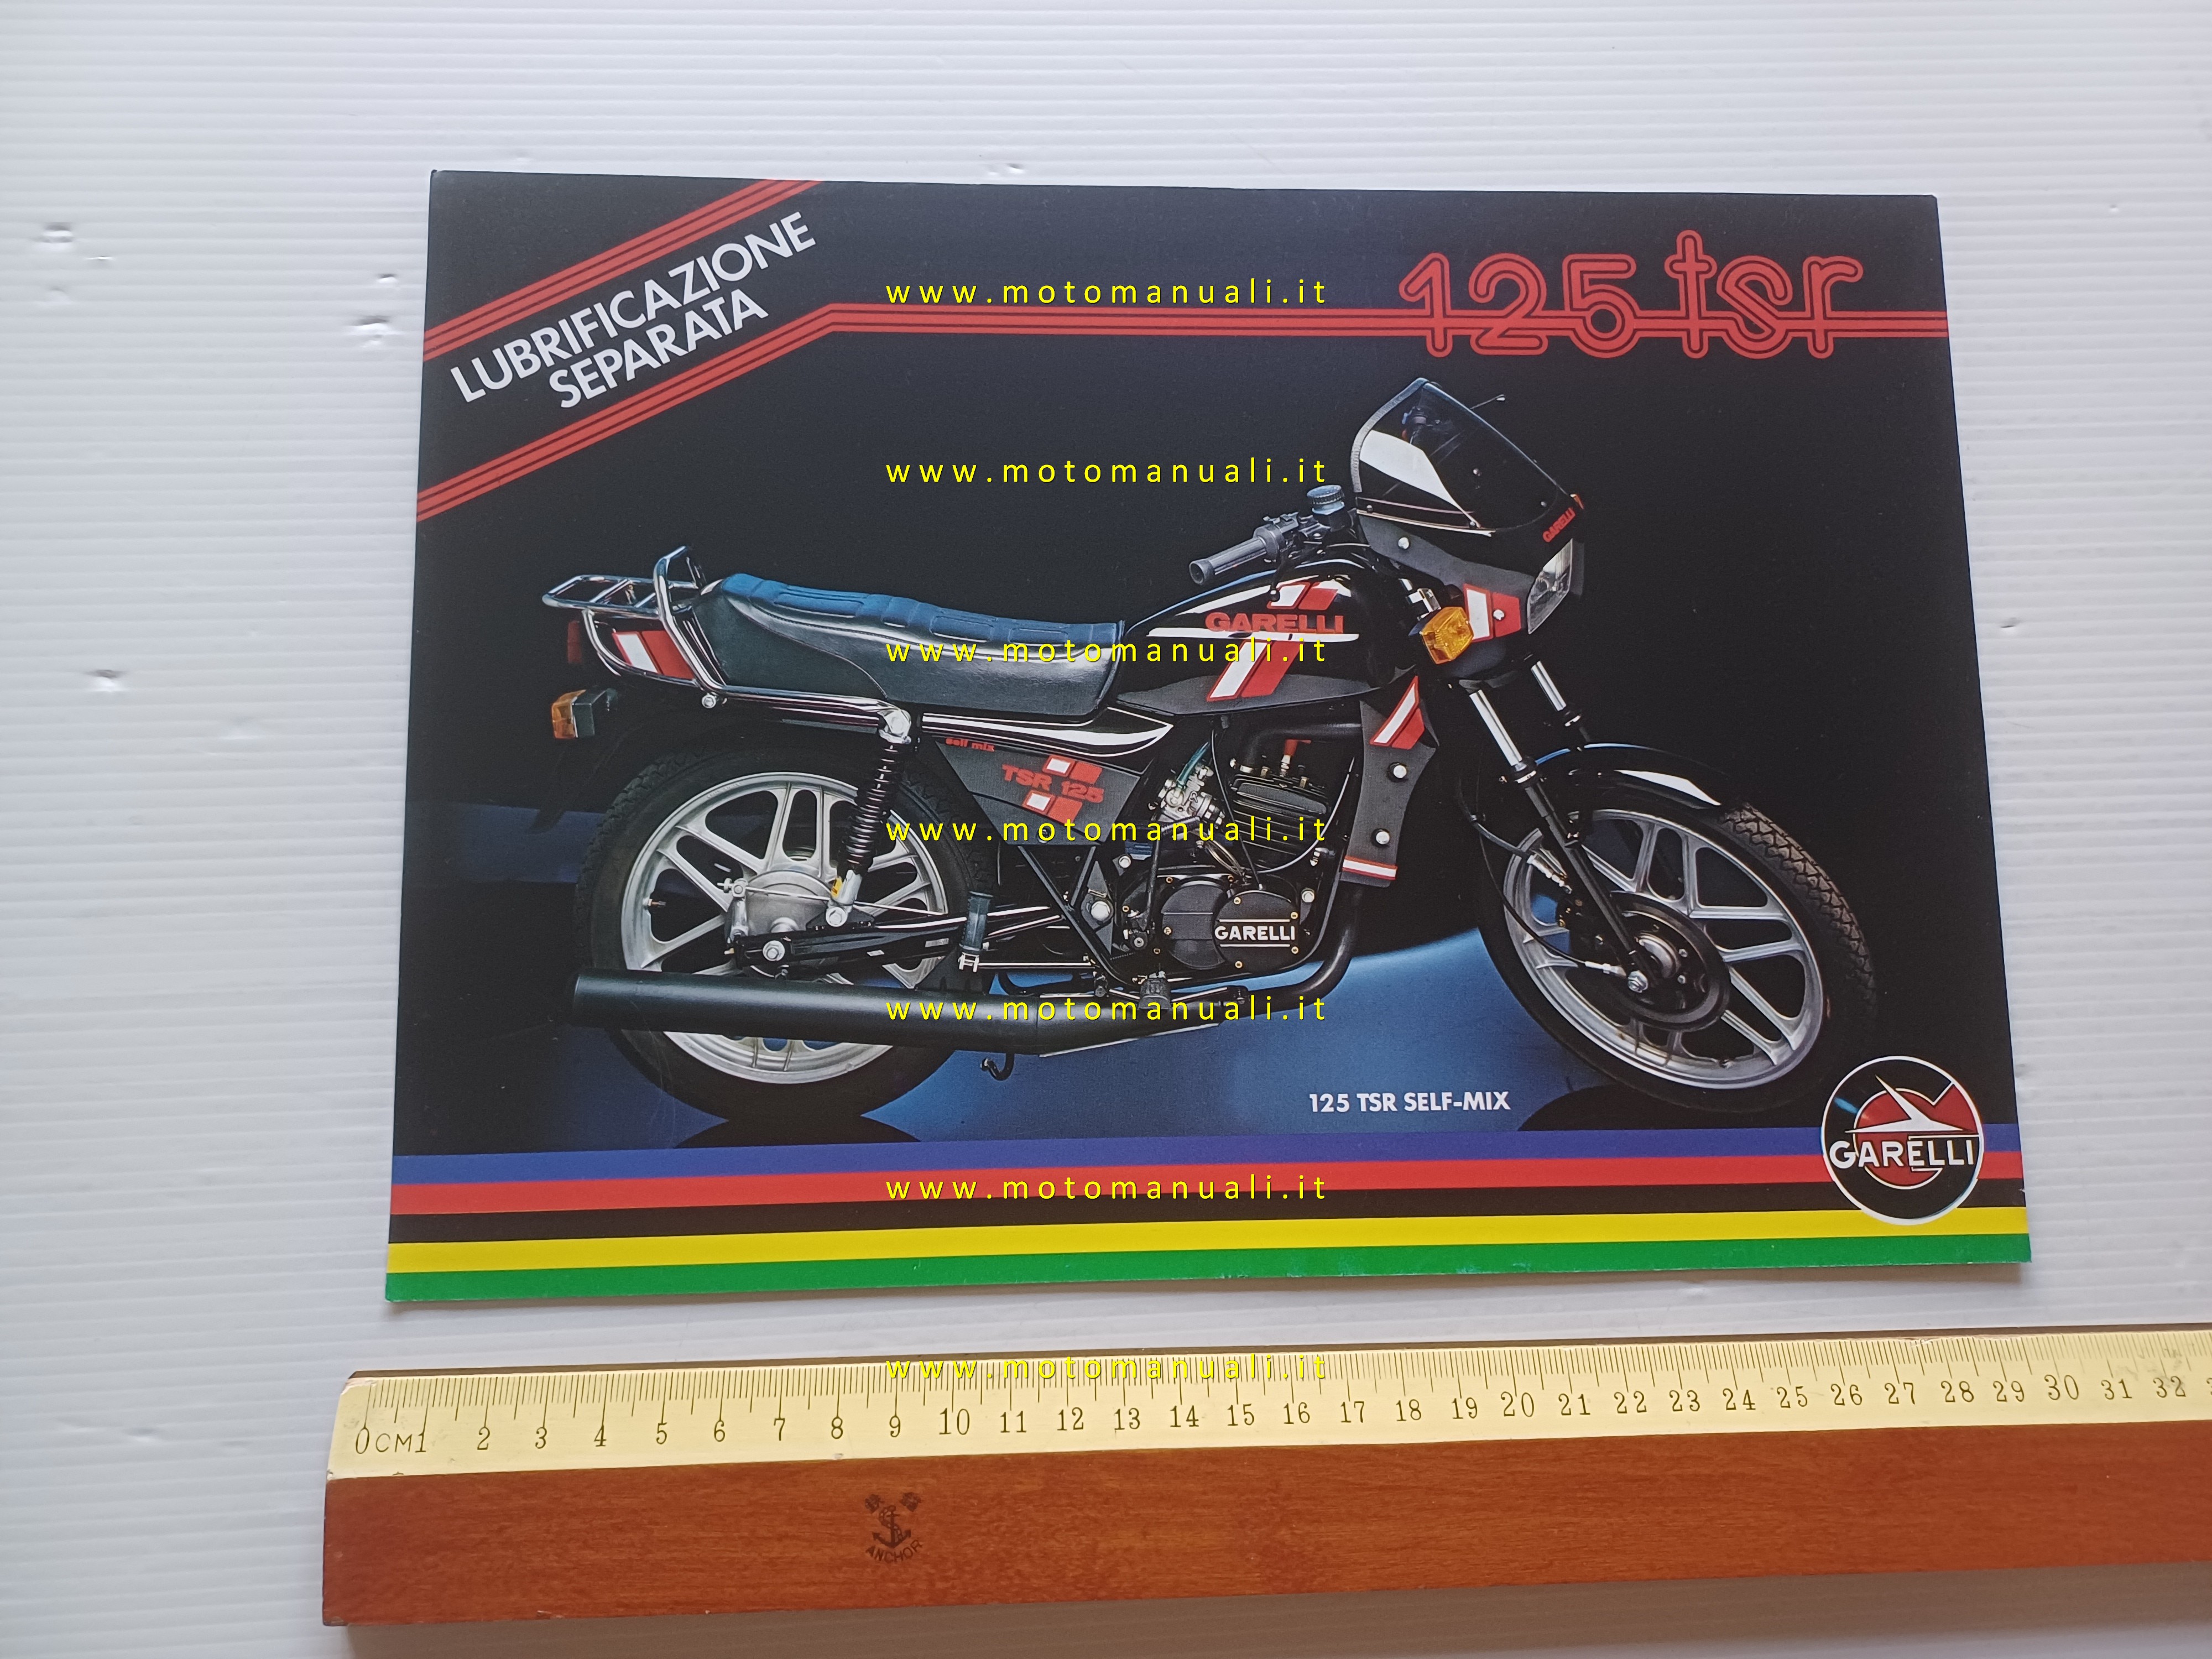 LUBRIFICAZIONE
SEPARATA
125 tsr
www.motomanuali.it
www.motomanuali.it
GARELLI
GARELLI
www.motomanuali.it
self mix
TSR 125
www.motomanuali.it
GARELLI
www.motomanuali.it
125 TSR SELF-MIX
GARELLI
www.motomanuali.it
www.motomanuali.it
0CM1 2 3 4 5 6 7 8 9 10 11 12 13 14 15 16 17 18 19 20 21 22 23 24 25 26 27 28 29 30 31 32
ANCHOR